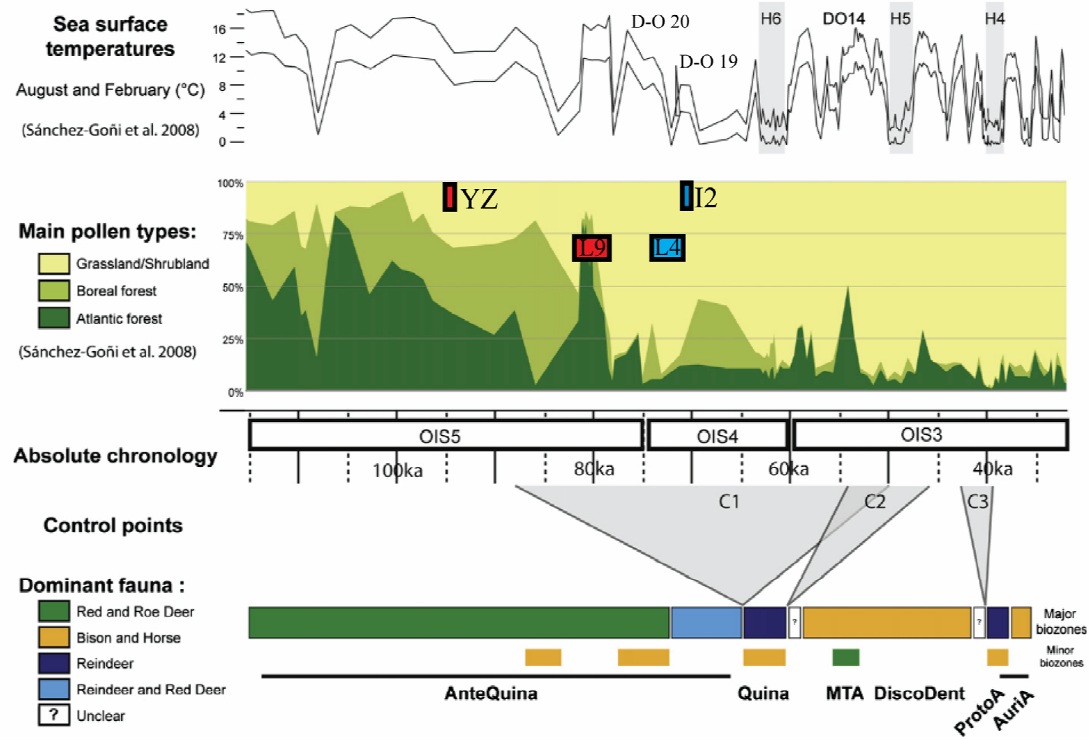 Sea surface
temperatures
August and February (°C)
(Sánchez-Goñi et al. 2008)
16
12
8
4
0
D-O 20
D-O 19
H6
DO14
H5
H4
Main pollen types:
Grassland/Shrubland
Boreal forest
Atlantic forest
(Sánchez-Goñi et al. 2008)
100%
75%
50%
25%
0%
YZ
I2
L9
L4
OIS5
OIS4
OIS3
Absolute chronology
100ka
80ka
60ka
40ka
Control points
C1
C2
C3
Dominant fauna :
Red and Roe Deer
Bison and Horse
Reindeer
Reindeer and Red Deer
? Unclear
?
?
Major
biozones
Minor
biozones
AnteQuina
Quina
MTA
DiscoDent
ProtoA
AuriA